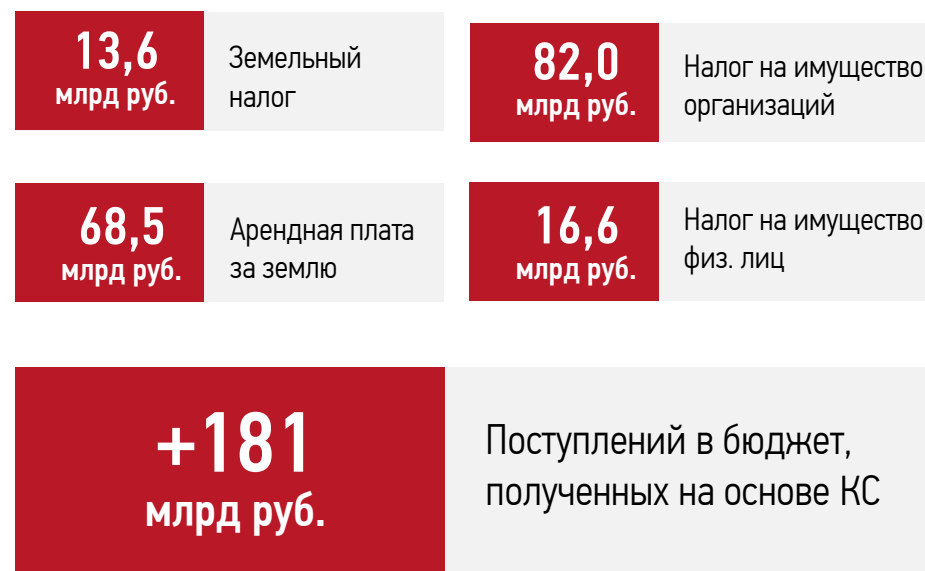 13,6
млрд руб.
Земельный
налог
82,0
млрд руб.
Налог на имущество
организаций
68,5
млрд руб.
Арендная плата
за землю
16,6
млрд руб.
Налог на имущество
физ. лиц
+181
млрд руб.
Поступлений в бюджет,
полученных на основе КС